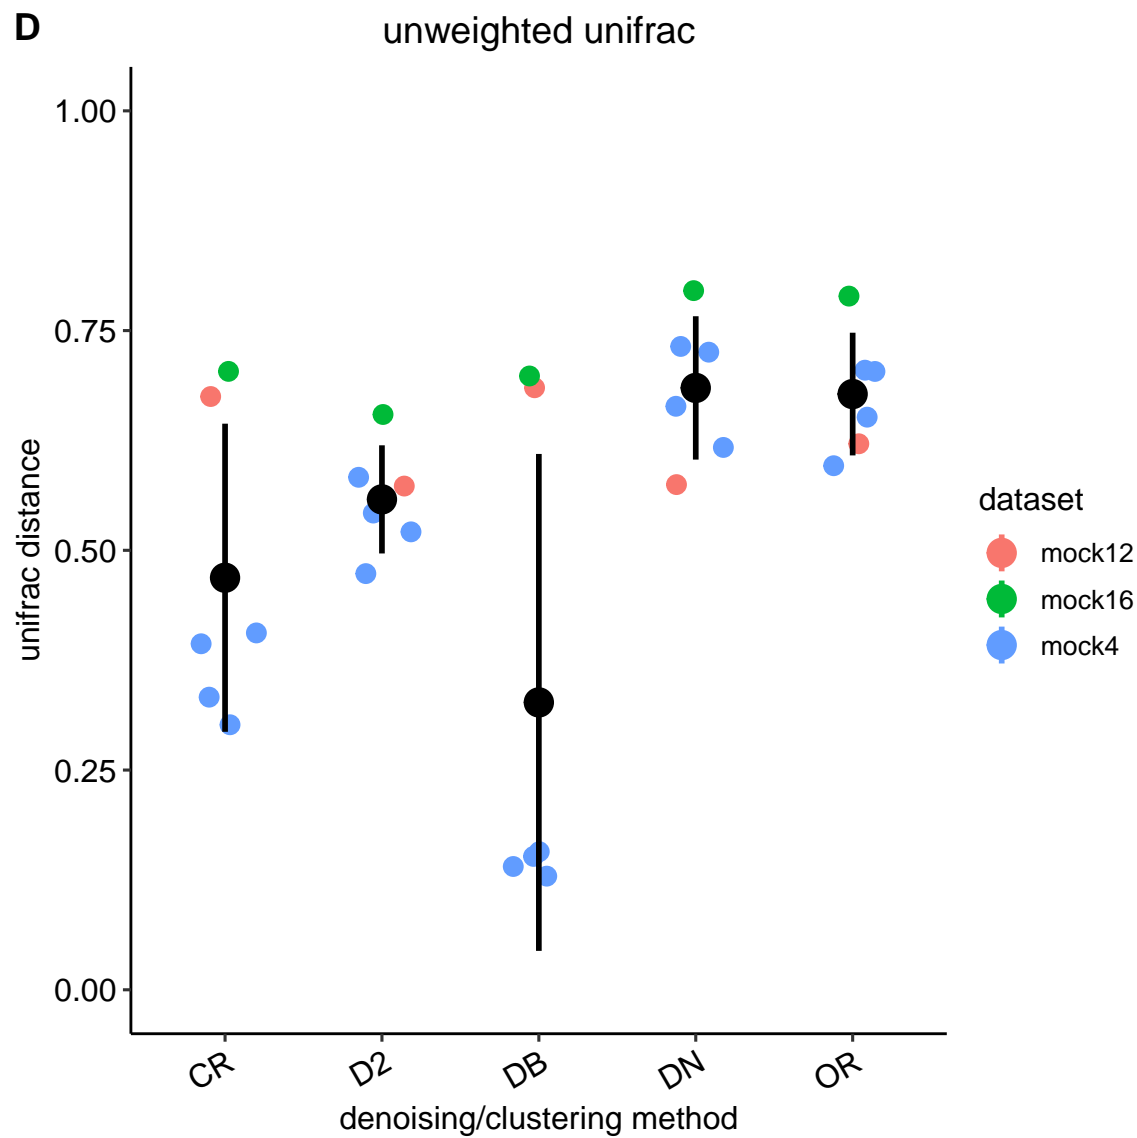 D
unweighted unifrac
1.00
0.75
0.50
0.25
0.00
unifrac distance
CR
D2
DB
DN
OR
denoising/clustering method
dataset
mock12
mock16
mock4